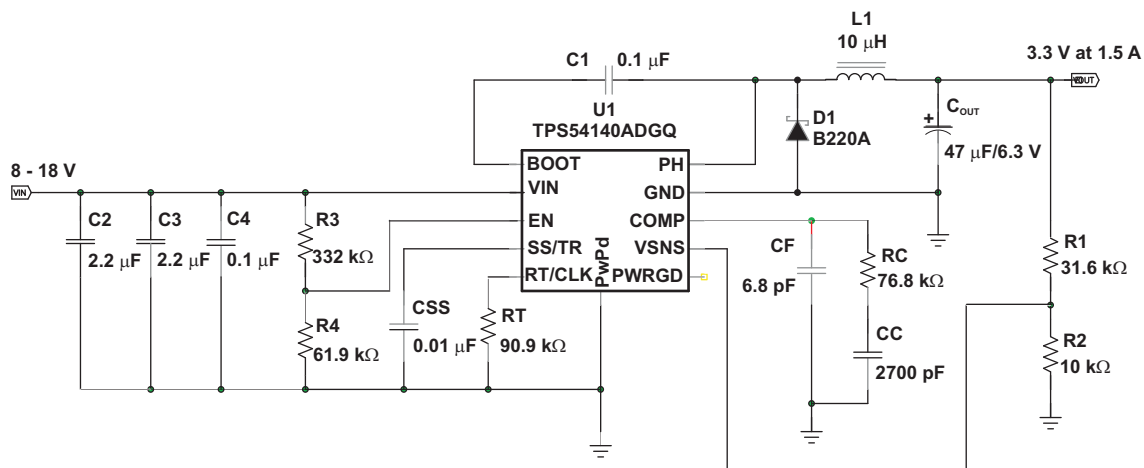 L1
10 μH
3.3 V at 1.5 A
C1
0.1 μF
U1
TPS54140ADGQ
D1
B220A
C_OUT
+
47 μF/6.3 V
8 - 18 V
VIN
BOOT
VIN
EN
SS/TR
RT/CLK
PwPd
PH
GND
COMP
VSNS
PWRGD
C2
2.2 μF
C3
2.2 μF
C4
0.1 μF
R3
332 kΩ
R4
61.9 kΩ
CSS
0.01 μF
RT
90.9 kΩ
CF
6.8 pF
RC
76.8 kΩ
CC
2700 pF
R1
31.6 kΩ
R2
10 kΩ